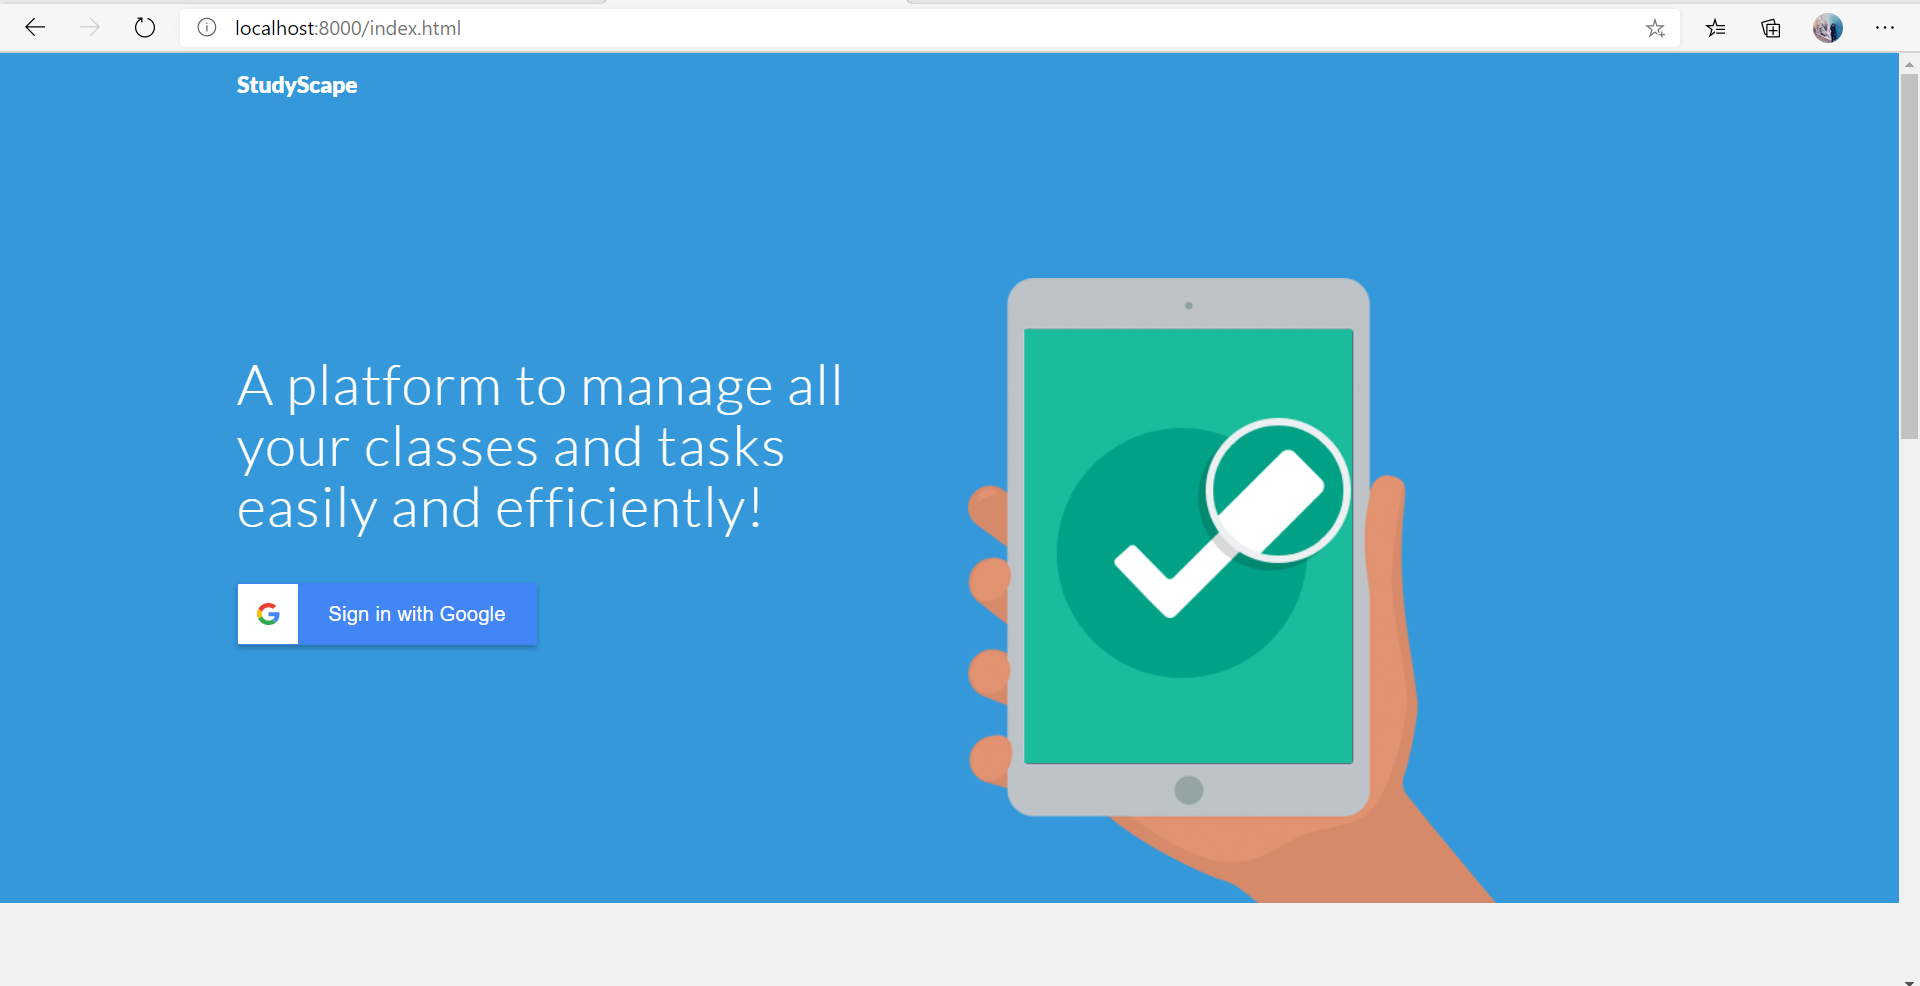 localhost:8000/index.html
StudyScape
A platform to manage all
your classes and tasks
easily and efficiently!
Sign in with Google